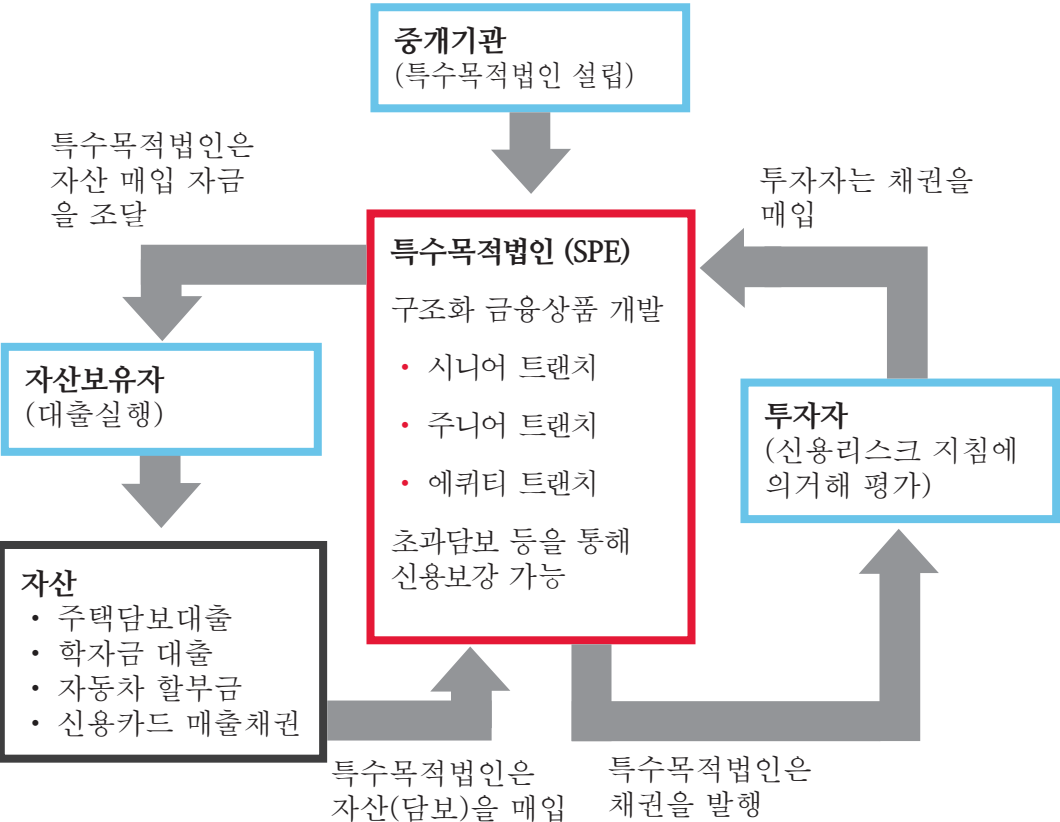 중개기관
(특수목적법인 설립)
특수목적법인은
자산 매입 자금
을 조달
투자자는 채권을
매입
특수목적법인 (SPE)
구조화 금융상품 개발
• 시니어 트랜치
• 주니어 트랜치
• 에퀴티 트랜치
초과담보 등을 통해
신용보강 가능
자산보유자
(대출실행)
투자자
(신용리스크 지침에
의거해 평가)
자산
• 주택담보대출
• 학자금 대출
• 자동차 할부금
• 신용카드 매출채권
특수목적법인은
자산(담보)을 매입
특수목적법인은
채권을 발행